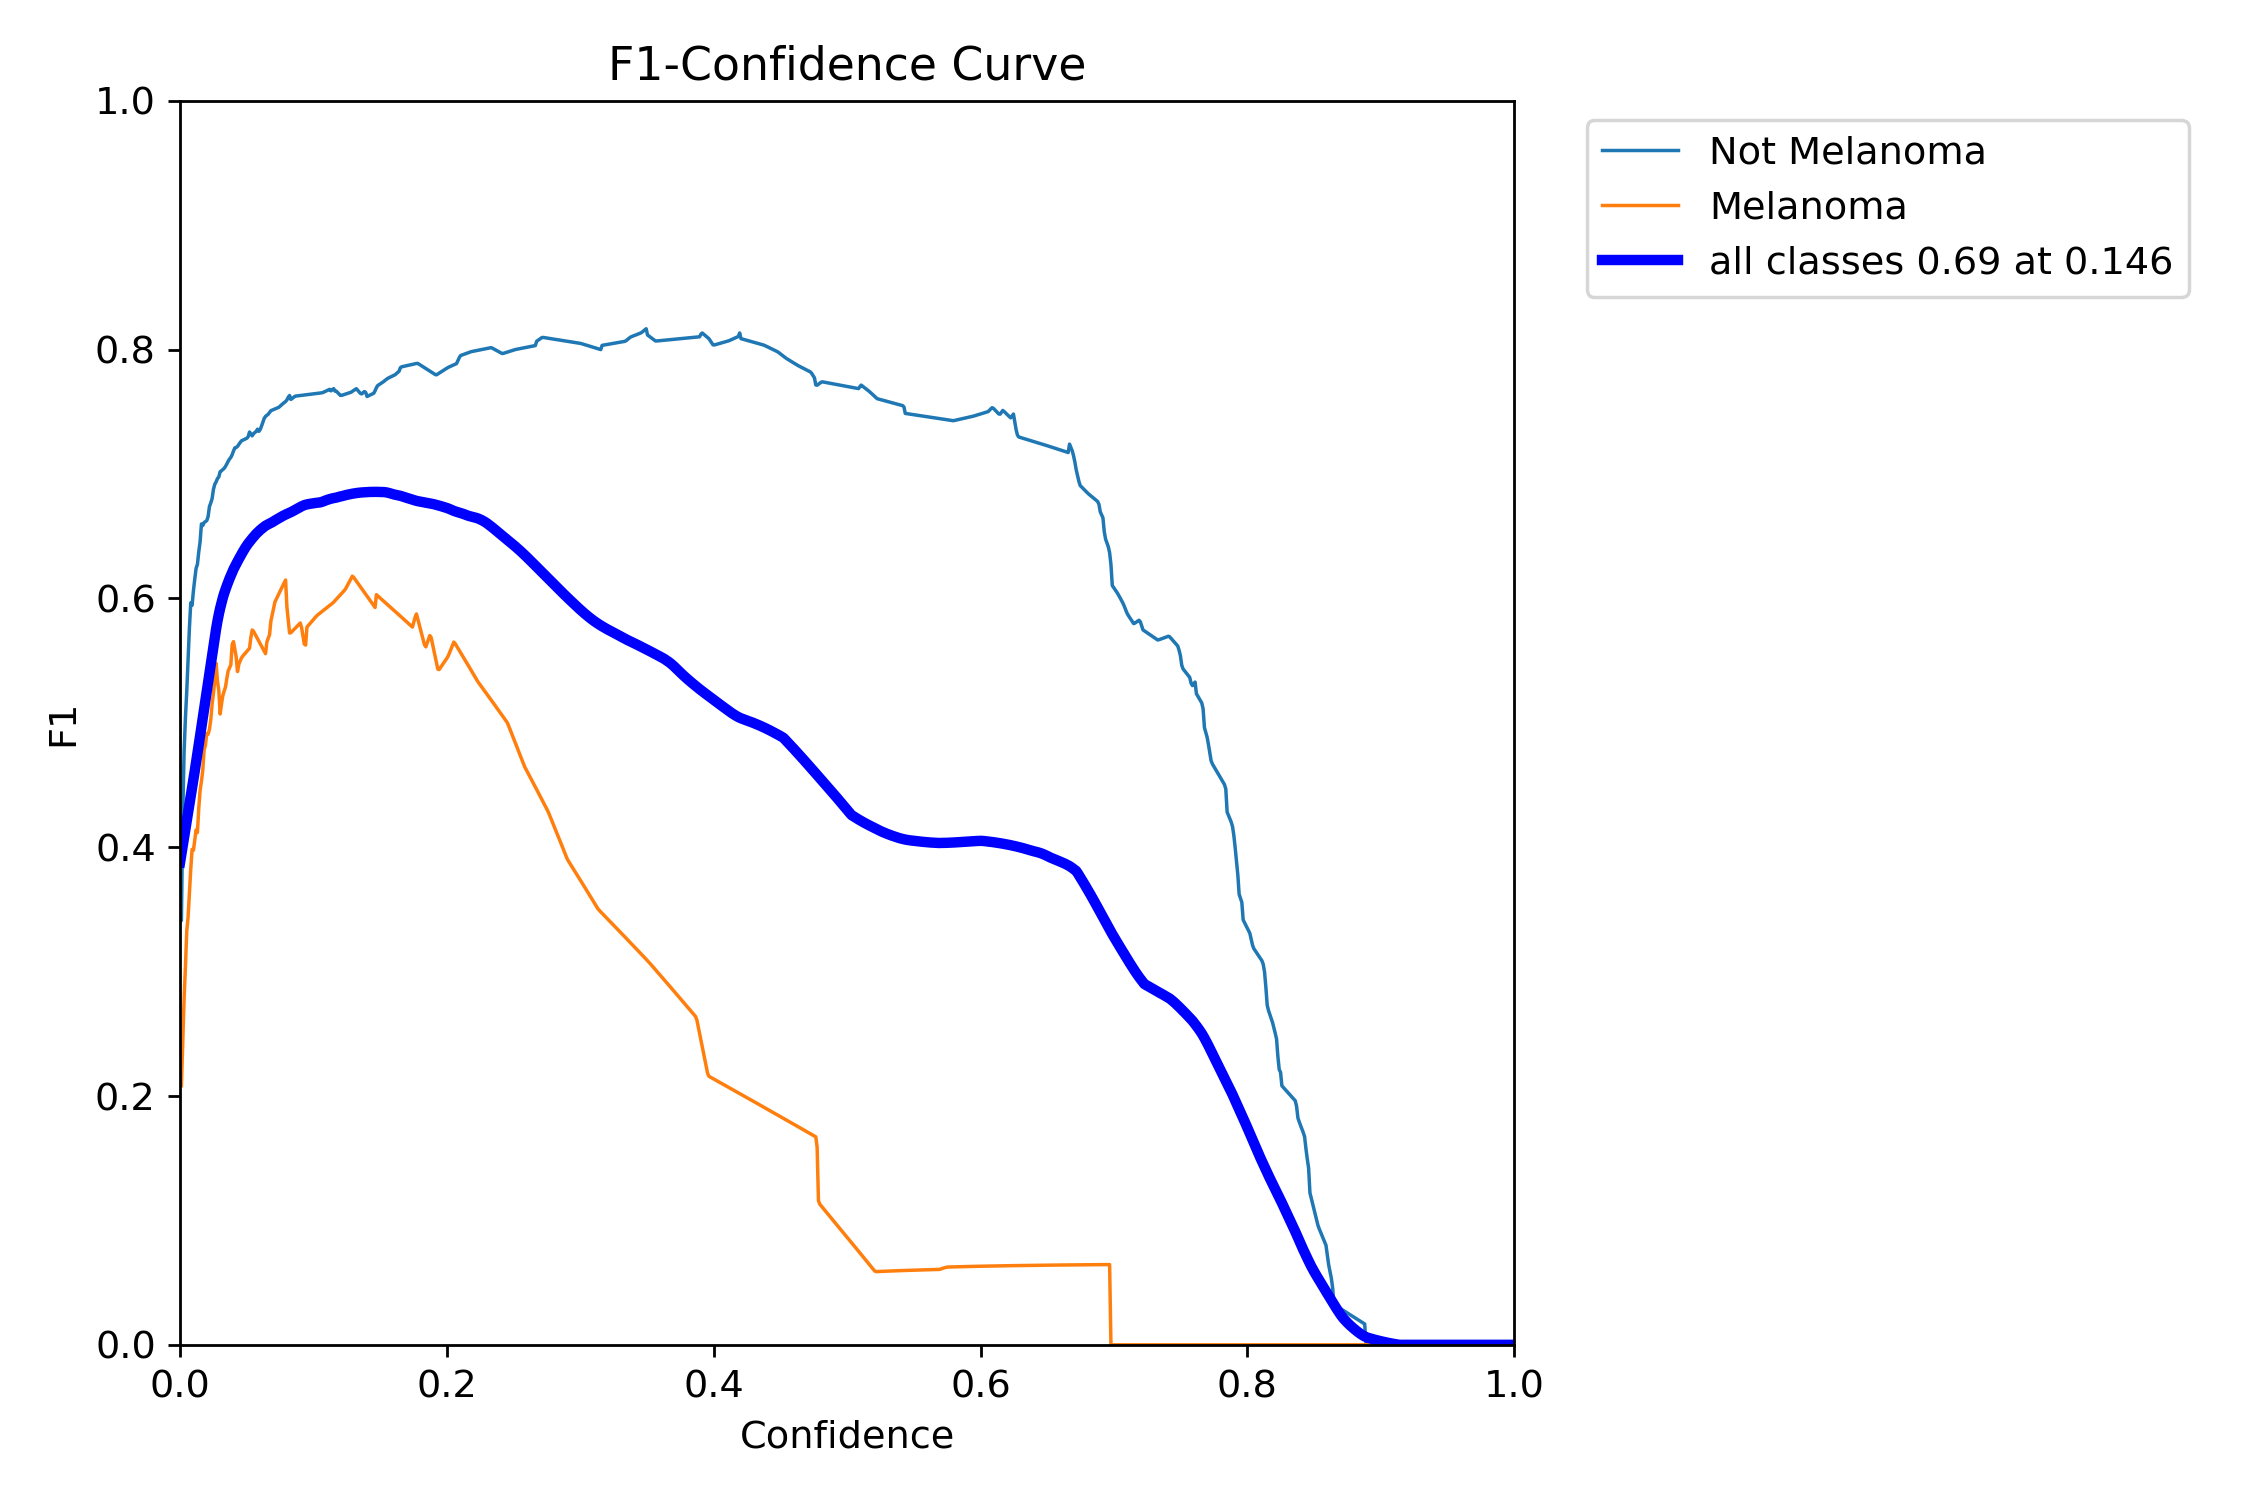 F1-Confidence Curve
1.0
0.8
0.6
0.4
0.2
0.0
F1
0.0 0.2 0.4 0.6 0.8 1.0
Confidence
Not Melanoma
Melanoma
all classes 0.69 at 0.146